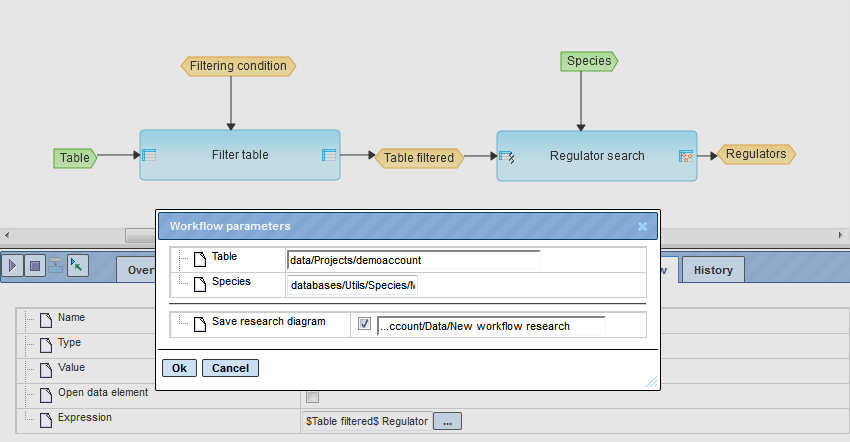 Filtering condition
Species
Table
Filter table
Table filtered
Regulator search
Regulators
Workflow parameters
Table
data/Projects/demoaccount
Species
databases/Utils/Species/
Save research diagram
...ccount/Data/New workflow research
Ok
Cancel
Over
History
Name
Type
Value
Open data element
Expression
$Table filtered$ Regulator
...